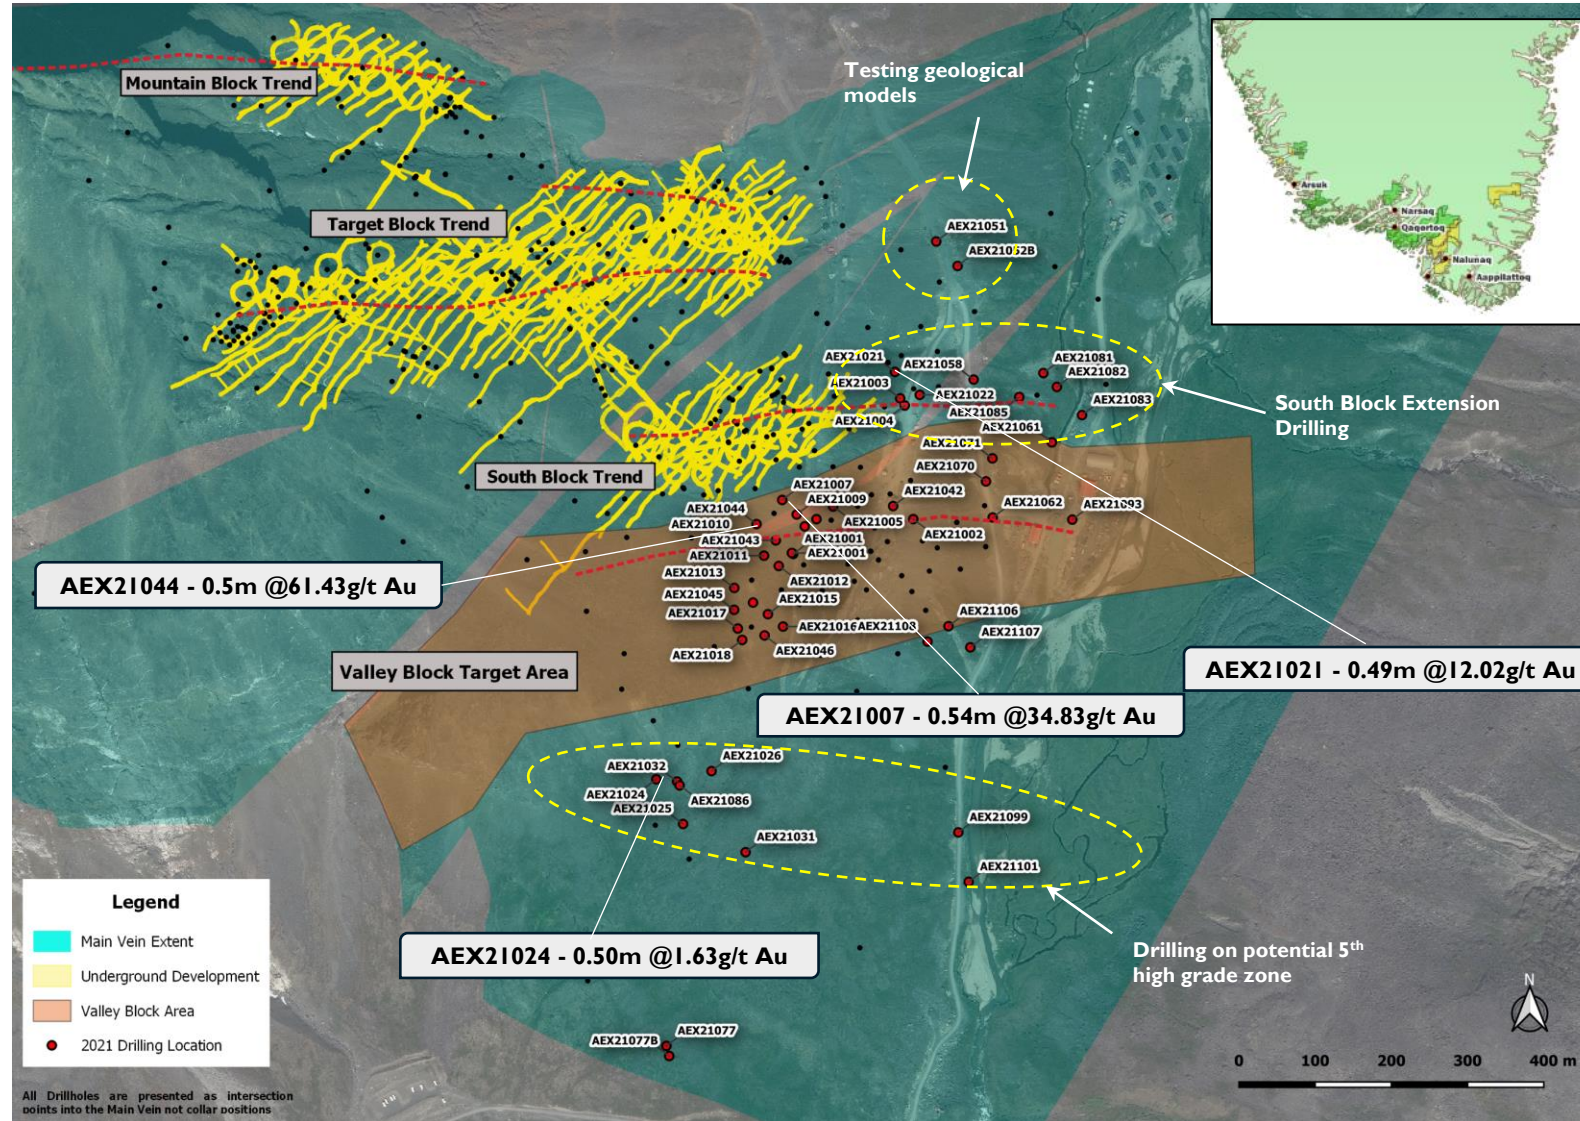 Mountain Block Trend
Testing geological
models
Arsuk
Narsaq
Qaqortoq
Nalunaq
Aappilattoq
Target Block Trend
AEX21051
AEX21052B
AEX21021
AEX21058
AEX21081
AEX21082
AEX21003
AEX21022
AEX21083
AEX21004
AEX21085
AEX21061
South Block Extension
Drilling
AEX21071
AEX21070
South Block Trend
AEX21007
AEX21042
AEX21044
AEX21009
AEX21062
AEX21093
AEX21010
AEX21005
AEX21002
AEX21043
AEX21001
AEX21011
AEX21001
AEX21013
AEX21012
AEX21045
AEX21015
AEX21017
AEX21016
AEX21108
AEX21106
AEX21107
AEX21018
AEX21046
AEX21044 - 0.5m @61.43g/t Au
Valley Block Target Area
AEX21021 - 0.49m @12.02g/t Au
AEX21007 - 0.54m @34.83g/t Au
AEX21026
AEX21032
AEX21024
AEX21086
AEX21025
AEX21099
AEX21031
AEX21101
AEX21024 - 0.50m @1.63g/t Au
Drilling on potential 5th
high grade zone
AEX21077
AEX21077B
Legend
Main Vein Extent
Underground Development
Valley Block Area
2021 Drilling Location
All Drillholes are presented as intersection
points into the Main Vein not collar positions
N
0 100 200 300 400 m